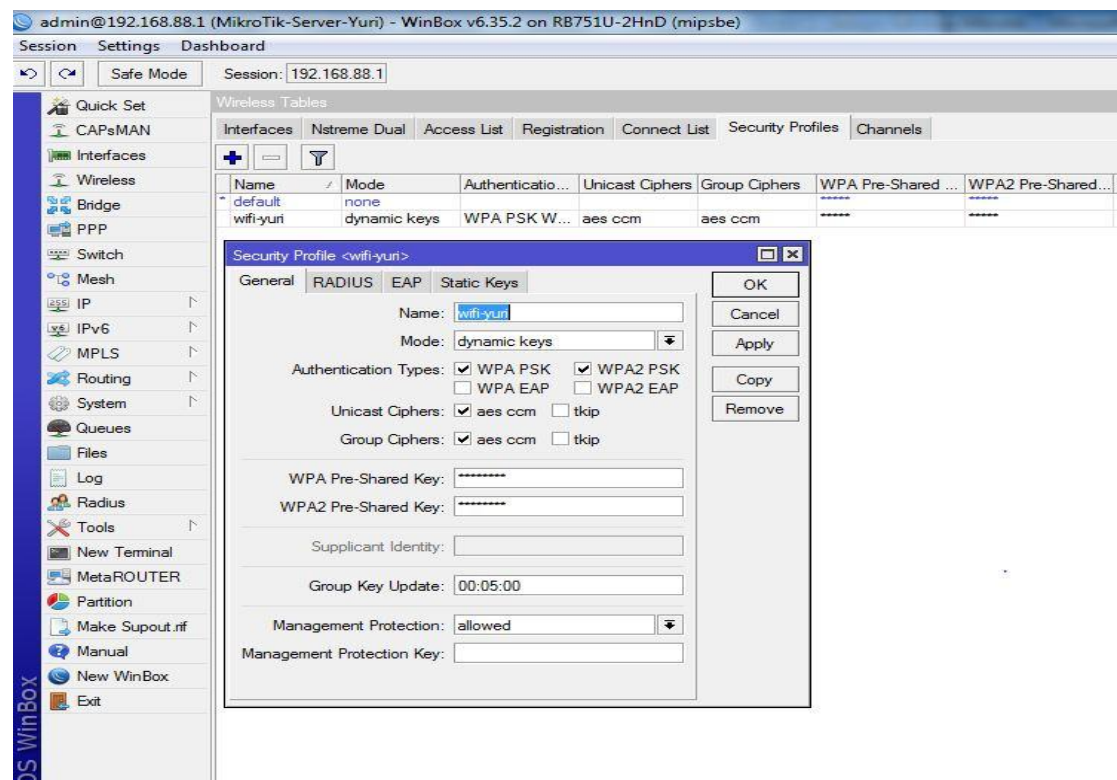 admin@192.168.88.1 (MikroTik-Server-Yuri) - WinBox v6.35.2 on RB751U-2HnD (mipsbe)
Session Settings Dashboard
Safe Mode Session: 192.168.88.1
Quick Set
CAPsMAN
Interfaces
Wireless
Bridge
PPP
Switch
Mesh
IP
IPv6
MPLS
Routing
System
Queues
Files
Log
Radius
Tools
New Terminal
MetaROUTER
Partition
Make Supout.rif
Manual
New WinBox
Exit
OS WinBox
Wireless Tables
Interfaces Nstreme Dual Access List Registration Connect List Security Profiles Channels
Name Mode Authenticatio... Unicast Ciphers Group Ciphers WPA Pre-Shared ... WPA2 Pre-Shared...
* default none ***** *****
wifi-yuri dynamic keys WPA PSK W... aes ccm aes ccm ***** *****
Security Profile <wifi-yuri>
General RADIUS EAP Static Keys
Name: wifi-yuri
Mode: dynamic keys
Authentication Types: WPA PSK WPA2 PSK
WPA EAP WPA2 EAP
Unicast Ciphers: aes ccm tkip
Group Ciphers: aes ccm tkip
WPA Pre-Shared Key: ********
WPA2 Pre-Shared Key: ********
Supplicant Identity:
Group Key Update: 00:05:00
Management Protection: allowed
Management Protection Key:
OK
Cancel
Apply
Copy
Remove